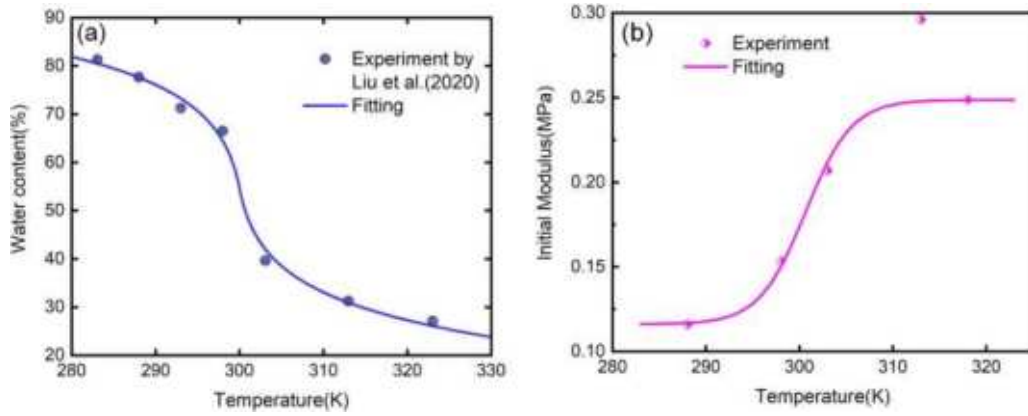 (a)
Experiment by
Liu et al.(2020)
Fitting
Water content(%)
90
80
70
60
50
40
30
20
280 290 300 310 320 330
Temperature(K)
(b)
Experiment
Fitting
Initial Modulus(MPa)
0.30
0.25
0.20
0.15
0.10
290 300 310 320
Temperature(K)